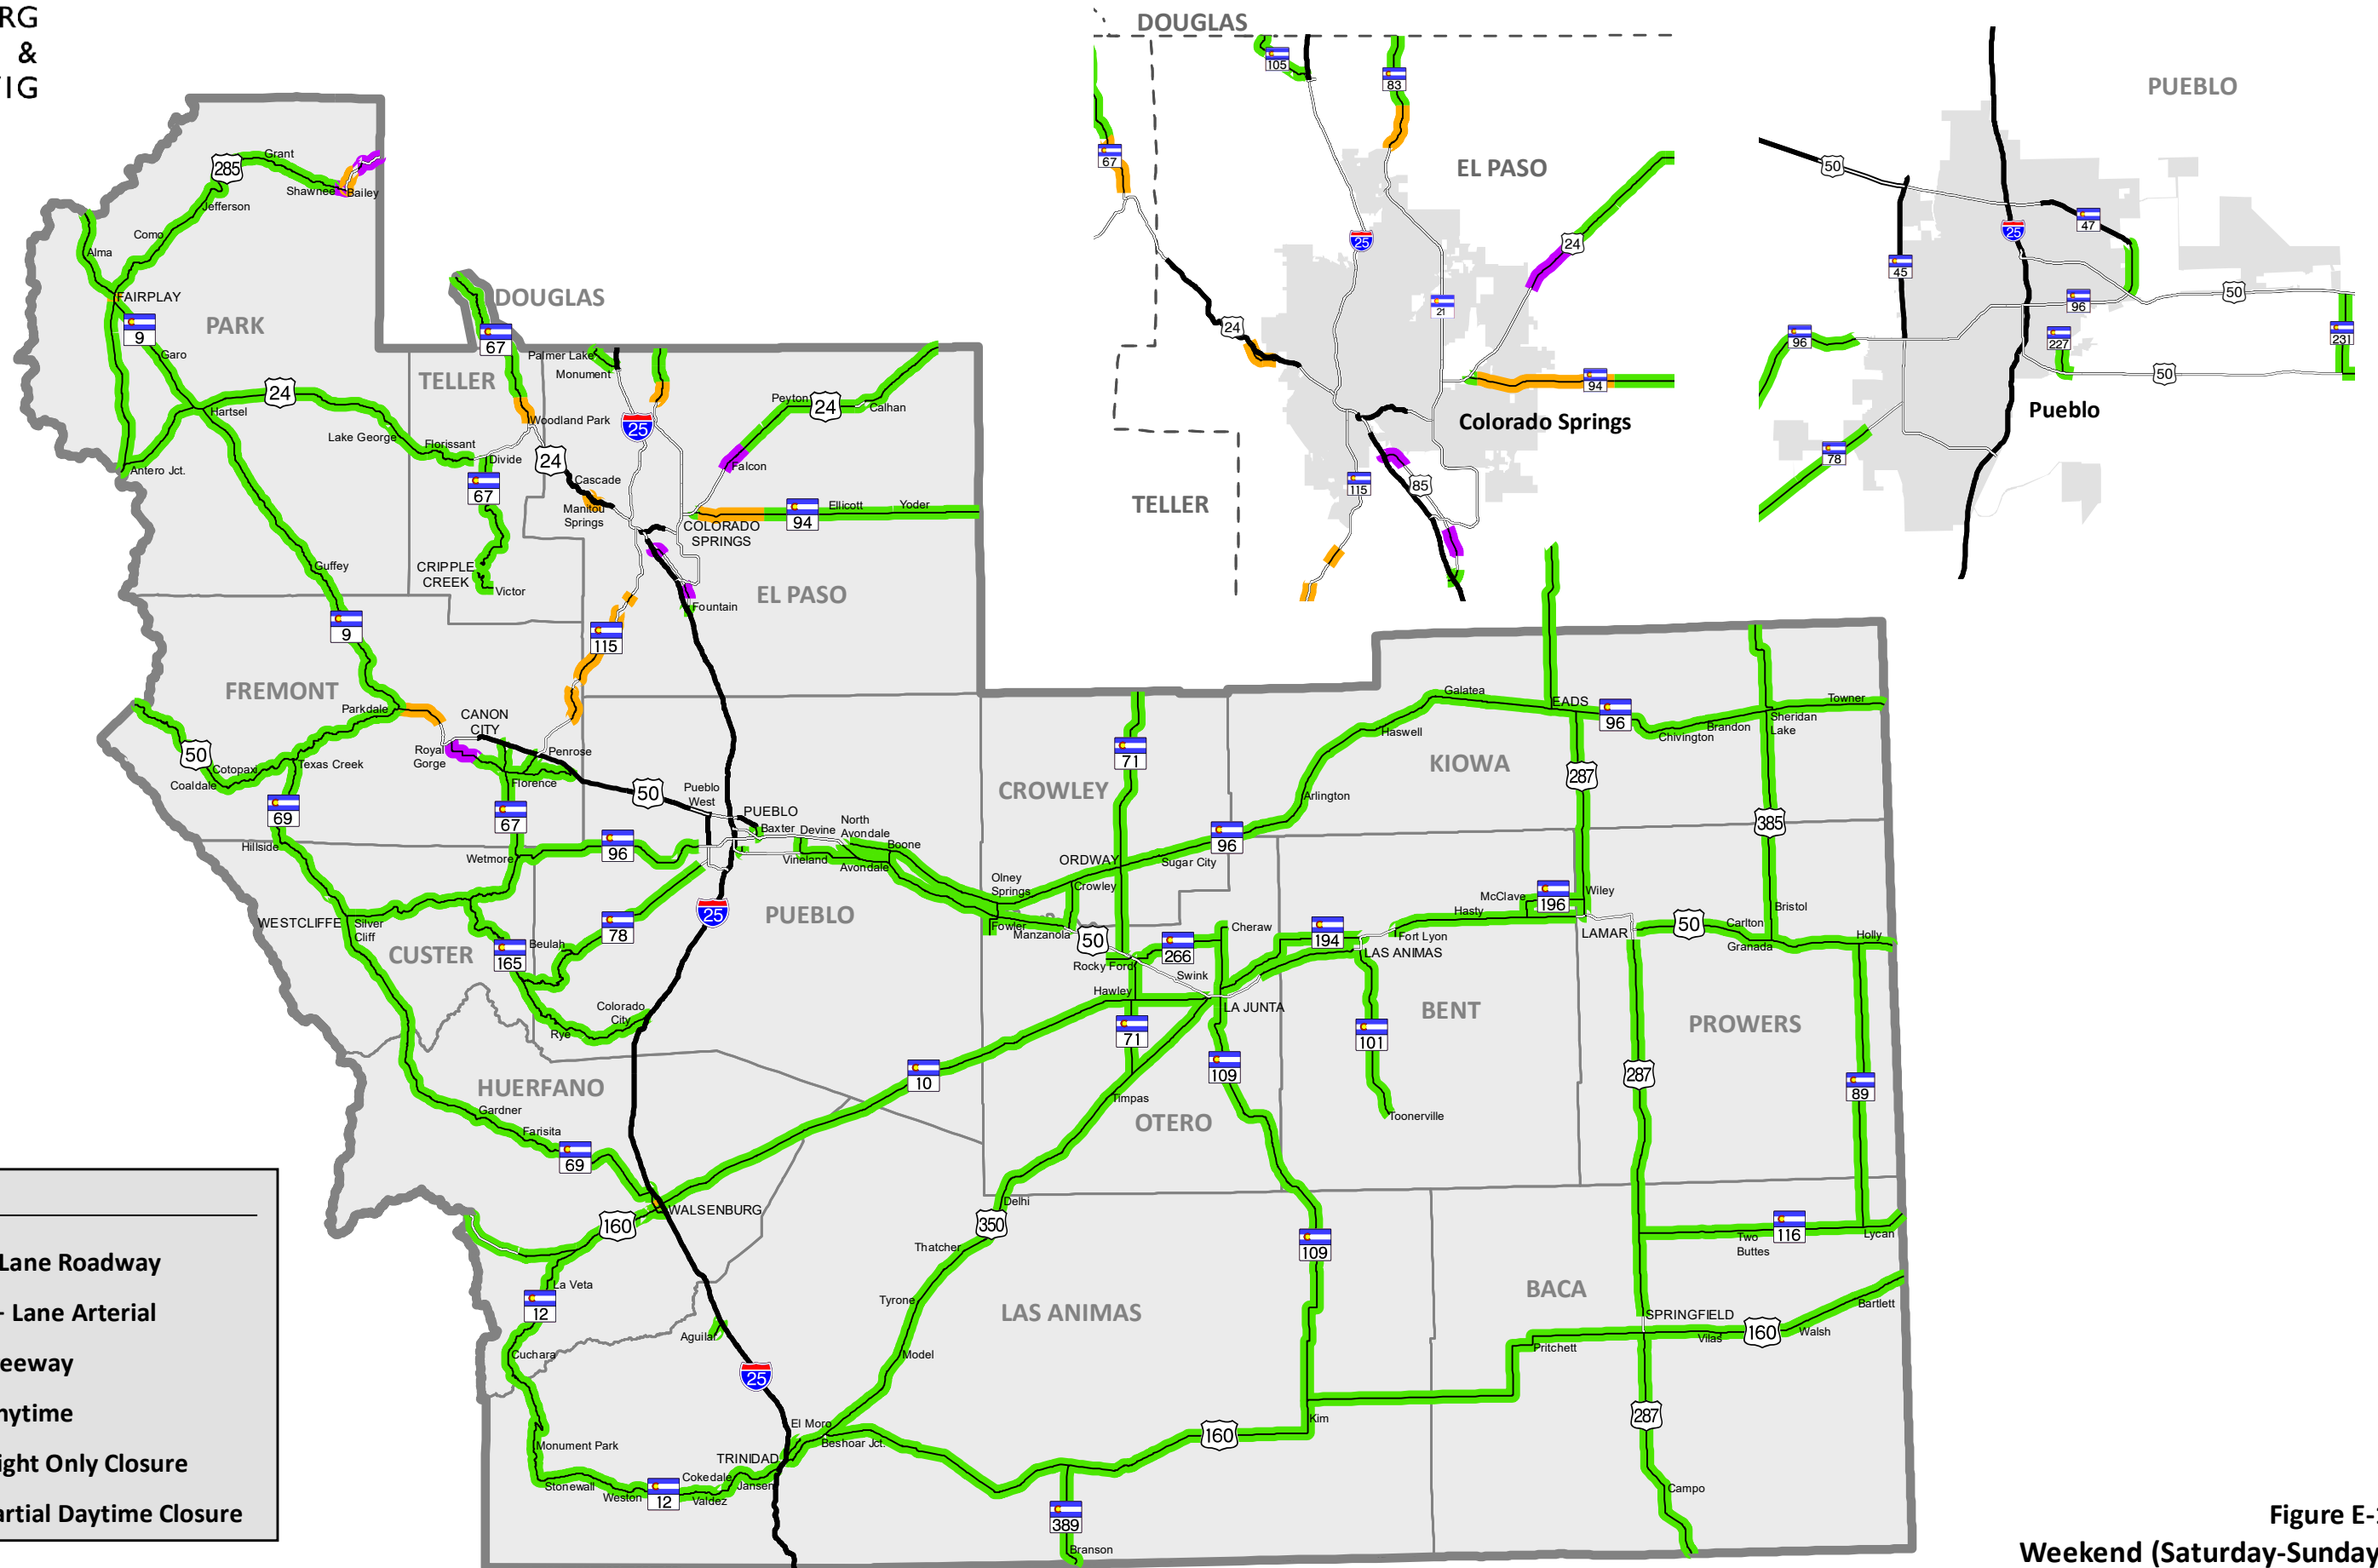 RG
&
IG
285
Grant
Shawnee
Bailey
Jefferson
Como
Alma
FAIRPLAY
PARK
9
Garo
24
Hartsel
Lake George
Florissant
Antero Jct.
Guffey
9
DOUGLAS
67
TELLER
Woodland Park
Divide
67
CRIPPLE
CREEK
Victor
Palmer Lake
Monument
25
24
Cascade
Manitou
Springs
Peyton
24
Calhan
Falcon
COLORADO
SPRINGS
94
Ellicott
Yoder
EL PASO
Fountain
115
FREMONT
Parkdale
50
Cotopaxi
Coaldale
Texas Creek
69
Hillside
Royal
Gorge
CANON
CITY
Penrose
Florence
67
Wetmore
50
96
Pueblo
West
PUEBLO
Baxter
Devine
North
Avondale
Boone
Vineland
Avondale
WESTCLIFFE
Silver
Cliff
CUSTER
165
Beulah
78
25
PUEBLO
Colorado
City
Rye
HUERFANO
Gardner
Farisita
69
WALSENBURG
160
La Veta
12
Cuchara
Aguilar
25
Monument Park
Stonewall
Weston
12
Cokedale
Valdez
Jansen
TRINIDAD
El Moro
Beshoar Jct.
10
CROWLEY
71
ORDWAY
Olney
Springs
Crowley
Sugar City
96
Fowler
Manzanola
50
Rocky Ford
266
Cheraw
Swink
Hawley
LA JUNTA
71
109
Timpas
OTERO
Delhi
350
Thatcher
Tyrone
Model
LAS ANIMAS
109
160
Kim
389
Branson
Galatea
EADS
96
Haswell
Chivington
Brandon
Sheridan
Lake
Towner
KIOWA
287
Arlington
385
McClave
196
Wiley
Hasty
194
Fort Lyon
LAS ANIMAS
LAMAR
50
Carlton
Granada
Bristol
Holly
101
BENT
PROWERS
Toonerville
287
89
Two
Buttes
116
Lycan
BACA
SPRINGFIELD
Vilas
160
Walsh
Bartlett
Pritchett
287
Campo
DOUGLAS
105
83
67
EL PASO
25
24
21
24
94
Colorado Springs
115
85
TELLER
PUEBLO
50
25
47
45
96
96
50
227
231
50
78
Pueblo
Lane Roadway
- Lane Arterial
eeway
nytime
ight Only Closure
artial Daytime Closure
Figure E-
Weekend (Saturday-Sunday